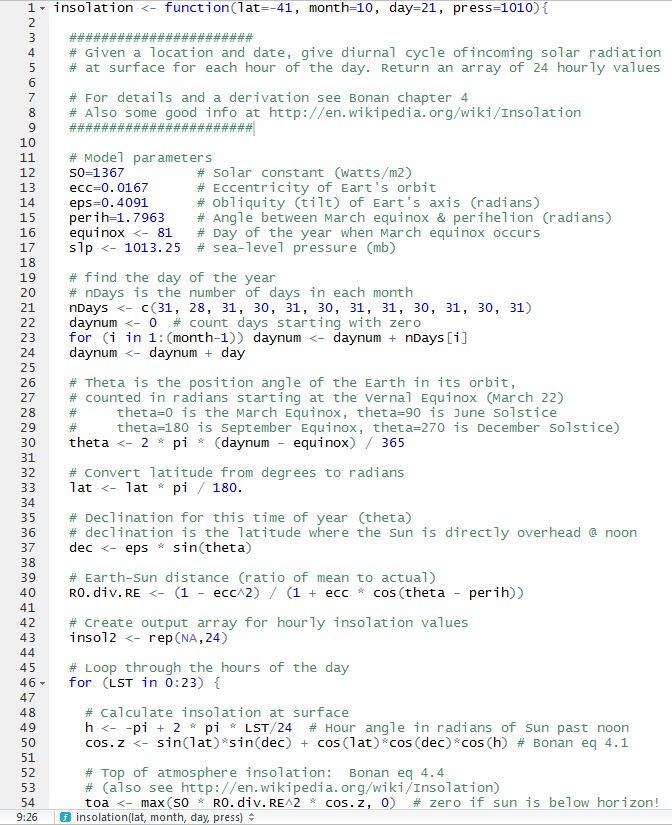 1 insolation <- function(lat=-41, month=10, day=21, press=1010){
2
3 #######################
4 # Given a location and date, give diurnal cycle ofincoming solar radiation
5 # at surface for each hour of the day. Return an array of 24 hourly values
6
7 # For details and a derivation see Bonan chapter 4
8 # Also some good info at http://en.wikipedia.org/wiki/Insolation
9 #######################
10
11 # Model parameters
12 S0=1367 # Solar constant (Watts/m2)
13 ecc=0.0167 # Eccentricity of Eart's orbit
14 eps=0.4091 # Obliquity (tilt) of Eart's axis (radians)
15 perih=1.7963 # Angle between March equinox & perihelion (radians)
16 equinox <- 81 # Day of the year when March equinox occurs
17 slp <- 1013.25 # sea-level pressure (mb)
18
19 # find the day of the year
20 # nDays is the number of days in each month
21 nDays <- c(31, 28, 31, 30, 31, 30, 31, 31, 30, 31, 30, 31)
22 daynum <- 0 # count days starting with zero
23 for (i in 1:(month-1)) daynum <- daynum + nDays[i]
24 daynum <- daynum + day
25
26 # Theta is the position angle of the Earth in its orbit,
27 # counted in radians starting at the Vernal Equinox (March 22)
28 # theta=0 is the March Equinox, theta=90 is June Solstice
29 # theta=180 is September Equinox, theta=270 is December Solstice)
30 theta <- 2 * pi * (daynum - equinox) / 365
31
32 # Convert latitude from degrees to radians
33 lat <- lat * pi / 180.
34
35 # Declination for this time of year (theta)
36 # declination is the latitude where the Sun is directly overhead @ noon
37 dec <- eps * sin(theta)
38
39 # Earth-Sun distance (ratio of mean to actual)
40 R0.div.RE <- (1 - ecc^2) / (1 + ecc * cos(theta - perih))
41
42 # Create output array for hourly insolation values
43 insol2 <- rep(NA,24)
44
45 # Loop through the hours of the day
46 for (LST in 0:23) {
47
48 # Calculate insolation at surface
49 h <- -pi + 2 * pi * LST/24 # Hour angle in radians of Sun past noon
50 cos.z <- sin(lat)*sin(dec) + cos(lat)*cos(dec)*cos(h) # Bonan eq 4.1
51
52 # Top of atmosphere insolation: Bonan eq 4.4
53 # (also see http://en.wikipedia.org/wiki/Insolation)
54 toa <- max(S0 * R0.div.RE^2 * cos.z, 0) # zero if sun is below horizon!
9:26 f insolation(lat, month, day, press)